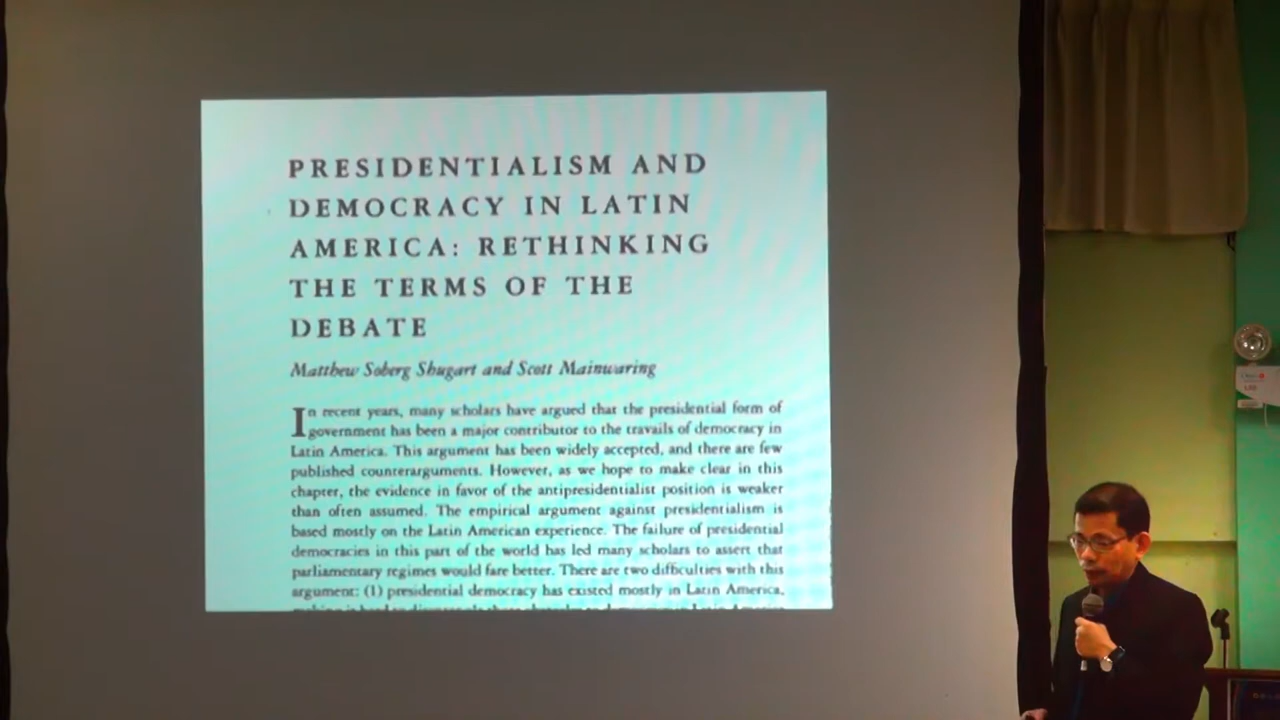 PRESIDENTIALISM AND
DEMOCRACY IN LATIN
AMERICA: RETHINKING
THE TERMS OF THE
DEBATE
Matthew Soberg Shugart and Scott Mainwaring
In recent years, many scholars have argued that the presidential form of
government has been a major contributor to the travails of democracy in
Latin America. This argument has been widely accepted, and there are few
published counterarguments. However, as we hope to make clear in this
chapter, the evidence in favor of the antipresidentialist position is weaker
than often assumed. The empirical argument against presidentialism is
based mostly on the Latin American experience. The failure of presidential
democracies in this part of the world has led many scholars to assert that
parliamentary regimes would fare better. There are two difficulties with this
argument: (1) presidential democracy has existed mostly in Latin America,